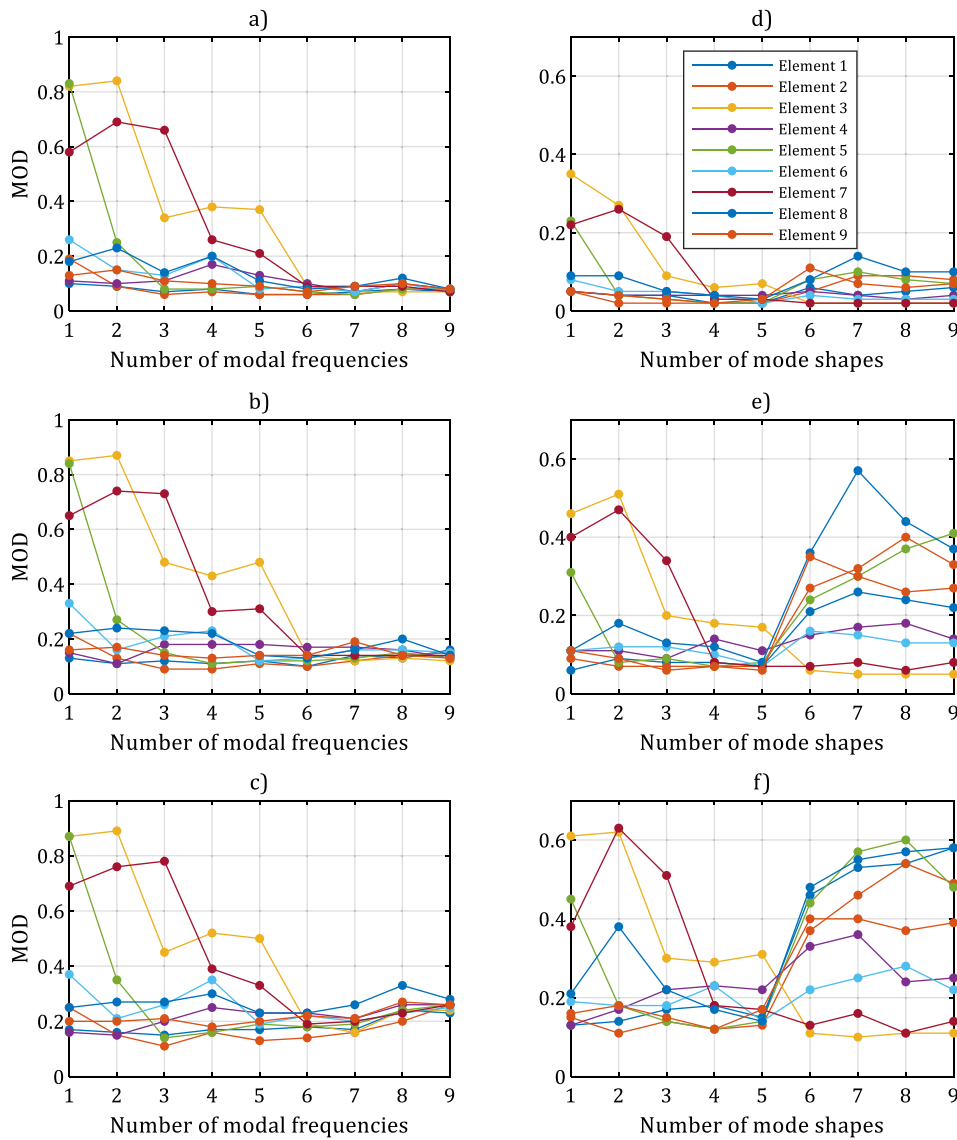 a)
1
0.8
0.6
0.4
0.2
0
MOD
1 2 3 4 5 6 7 8 9
Number of modal frequencies
d)
0.6
0.4
0.2
0
Element 1
Element 2
Element 3
Element 4
Element 5
Element 6
Element 7
Element 8
Element 9
1 2 3 4 5 6 7 8 9
Number of mode shapes
b)
1
0.8
0.6
0.4
0.2
0
MOD
1 2 3 4 5 6 7 8 9
Number of modal frequencies
e)
0.6
0.4
0.2
0
1 2 3 4 5 6 7 8 9
Number of mode shapes
c)
1
0.8
0.6
0.4
0.2
0
MOD
1 2 3 4 5 6 7 8 9
Number of modal frequencies
f)
0.6
0.4
0.2
0
1 2 3 4 5 6 7 8 9
Number of mode shapes